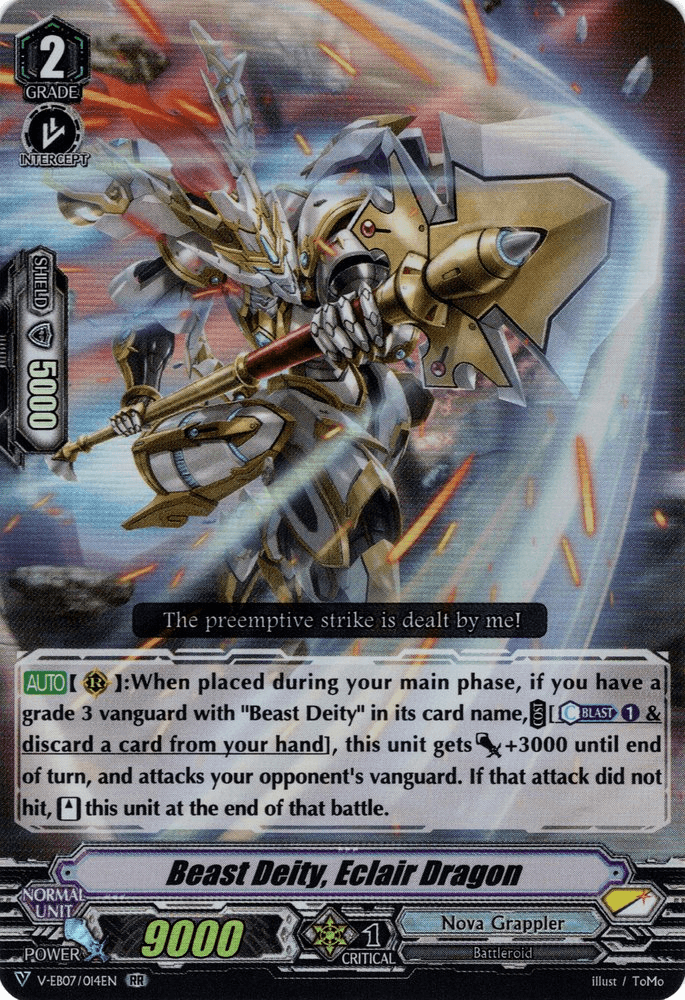 2
GRADE
INTERCEPT
SHIELD
5000
The preemptive strike is dealt by me!
AUTO【 R 】:When placed during your main phase, if you have a
grade 3 vanguard with "Beast Deity" in its card name, COST [ C BLAST 1 &
discard a card from your hand], this unit gets +3000 until end
of turn, and attacks your opponent's vanguard. If that attack did not
hit, this unit at the end of that battle.
Beast Deity, Eclair Dragon
NORMAL
UNIT
POWER
9000
1
CRITICAL
Nova Grappler
Battleroid
V-EB07/014EN RR
illust / ToMo